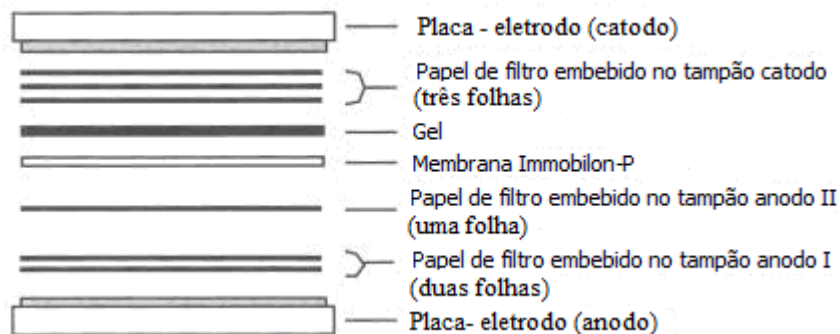 Placa - eletrodo (catodo)
Papel de filtro embebido no tampão catodo
(três folhas)
Gel
Membrana Immobilon-P
Papel de filtro embebido no tampão anodo II
(uma folha)
Papel de filtro embebido no tampão anodo I
(duas folhas)
Placa- eletrodo (anodo)